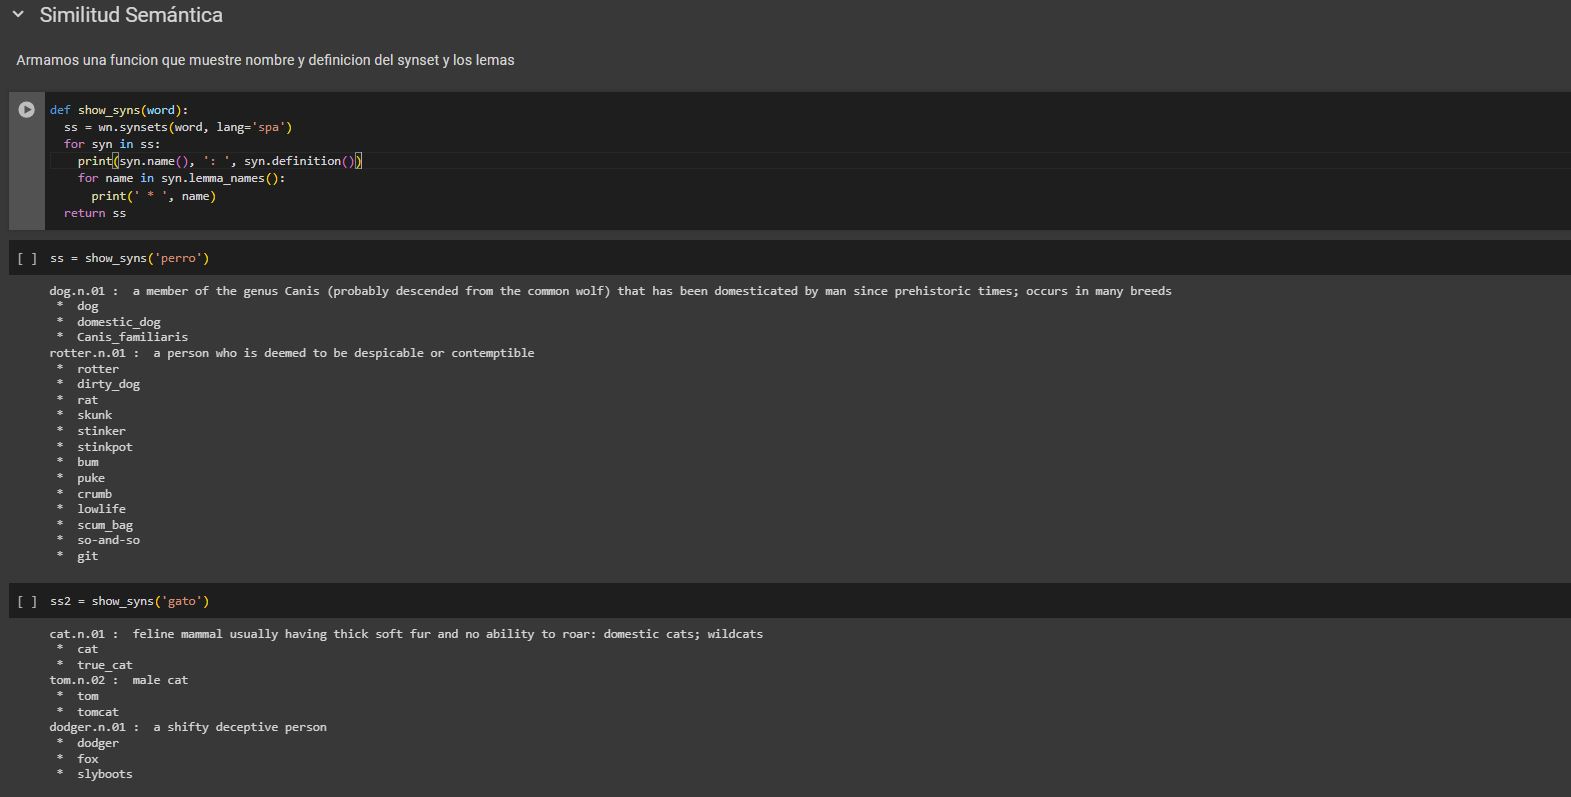 Similitud Semántica
Armamos una funcion que muestre nombre y definicion del synset y los lemas
def show_syns(word):
  ss = wn.synsets(word, lang='spa')
  for syn in ss:
    print(syn.name(), ': ', syn.definition())
    for name in syn.lemma_names():
      print(' * ', name)
  return ss
[ ] ss = show_syns('perro')
dog.n.01 :  a member of the genus Canis (probably descended from the common wolf) that has been domesticated by man since prehistoric times; occurs in many breeds
 *  dog
 *  domestic_dog
 *  Canis_familiaris
rotter.n.01 :  a person who is deemed to be despicable or contemptible
 *  rotter
 *  dirty_dog
 *  rat
 *  skunk
 *  stinker
 *  stinkpot
 *  bum
 *  puke
 *  crumb
 *  lowlife
 *  scum_bag
 *  so-and-so
 *  git
[ ] ss2 = show_syns('gato')
cat.n.01 :  feline mammal usually having thick soft fur and no ability to roar: domestic cats; wildcats
 *  cat
 *  true_cat
tom.n.02 :  male cat
 *  tom
 *  tomcat
dodger.n.01 :  a shifty deceptive person
 *  dodger
 *  fox
 *  slyboots